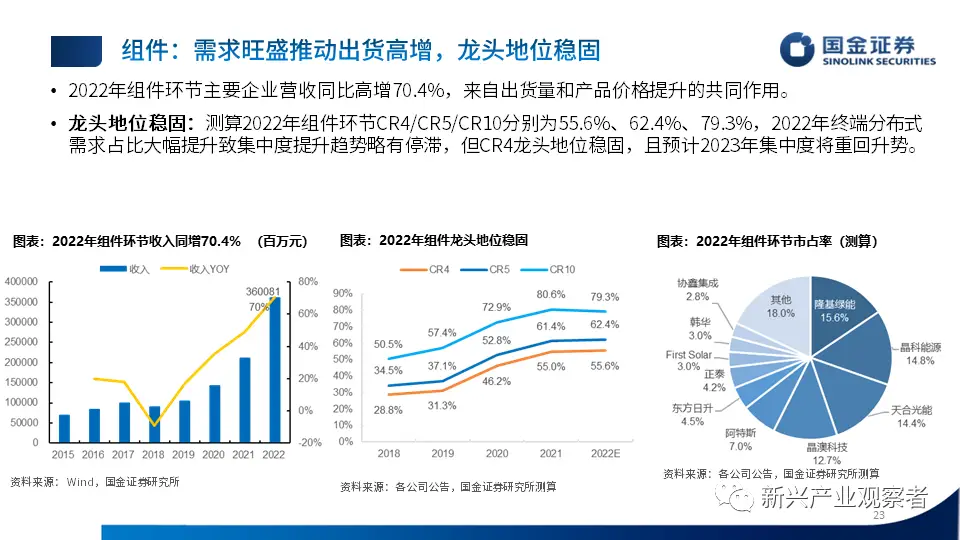 组件：需求旺盛推动出货高增，龙头地位稳固
国金证券
SINOLINK SECURITIES
• 2022年组件环节主要企业营收同比高增70.4%，来自出货量和产品价格提升的共同作用。
• 龙头地位稳固：测算2022年组件环节CR4/CR5/CR10分别为55.6%、62.4%、79.3%，2022年终端分布式
需求占比大幅提升致集中度提升趋势略有停滞，但CR4龙头地位稳固，且预计2023年集中度将重回升势。
图表：2022年组件环节收入同增70.4% （百万元）
收入 收入YOY
400000
350000
300000
250000
200000
150000
100000
50000
0
80%
60%
40%
20%
0%
-20%
360081
70%
2015 2016 2017 2018 2019 2020 2021 2022
资料来源：Wind，国金证券研究所
图表：2022年组件龙头地位稳固
CR4 CR5 CR10
90%
80%
70%
60%
50%
40%
30%
20%
10%
0%
50.5% 57.4% 72.9% 80.6% 79.3%
34.5% 37.1% 52.8% 61.4% 62.4%
28.8% 31.3% 46.2% 55.0% 55.6%
2018 2019 2020 2021 2022E
资料来源：各公司公告，国金证券研究所测算
图表：2022年组件环节市占率（测算）
隆基绿能
15.6%
晶科能源
14.8%
天合光能
14.4%
晶澳科技
12.7%
阿特斯
7.0%
东方日升
4.5%
正泰
4.2%
First Solar
3.0%
韩华
3.0%
协鑫集成
2.8%
其他
18.0%
资料来源：各公司公告，国金证券研究所测算
新兴产业观察者
23